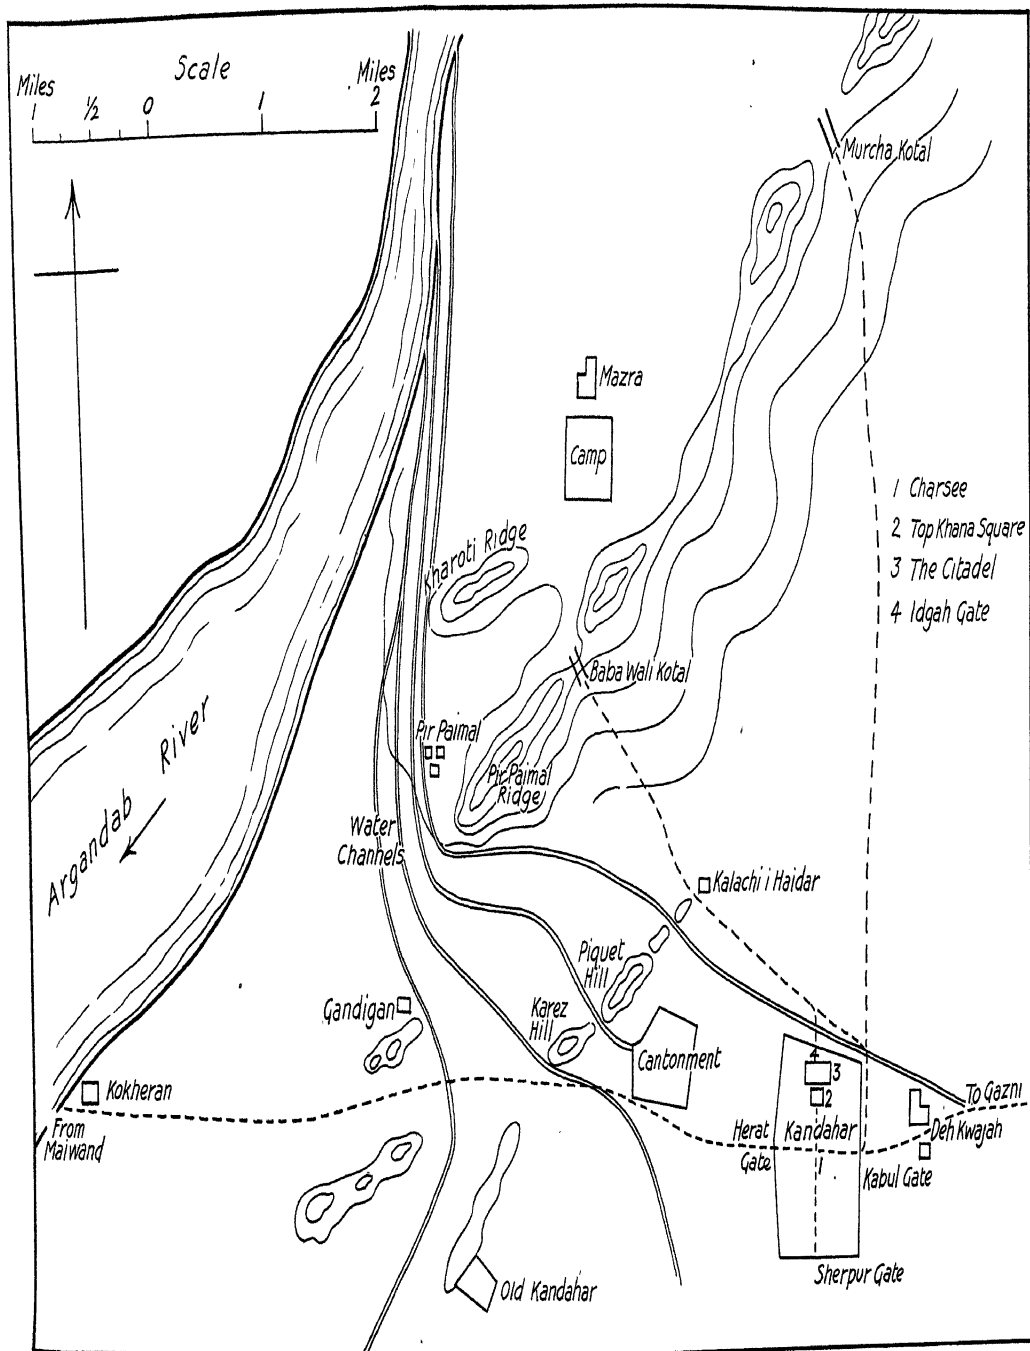 Scale
Miles
Miles
1
1/2
0
1
2
Murcha Kotal
Mazra
Camp
1 Charsee
2 Top Khana Square
3 The Citadel
4 Idgah Gate
Kharoti Ridge
Baba Wali Kotal
Pir Paimal
Pir Paimal
Ridge
Argandab River
Water
Channels
Kalachi i Haidar
Piquet
Hill
Gandigan
Karez
Hill
Cantonment
4
3
2
Kokheran
To Gazni
From
Maiwand
Herat
Gate
Kandahar
Deh Kwajah
1
Kabul Gate
Sherpur Gate
Old Kandahar